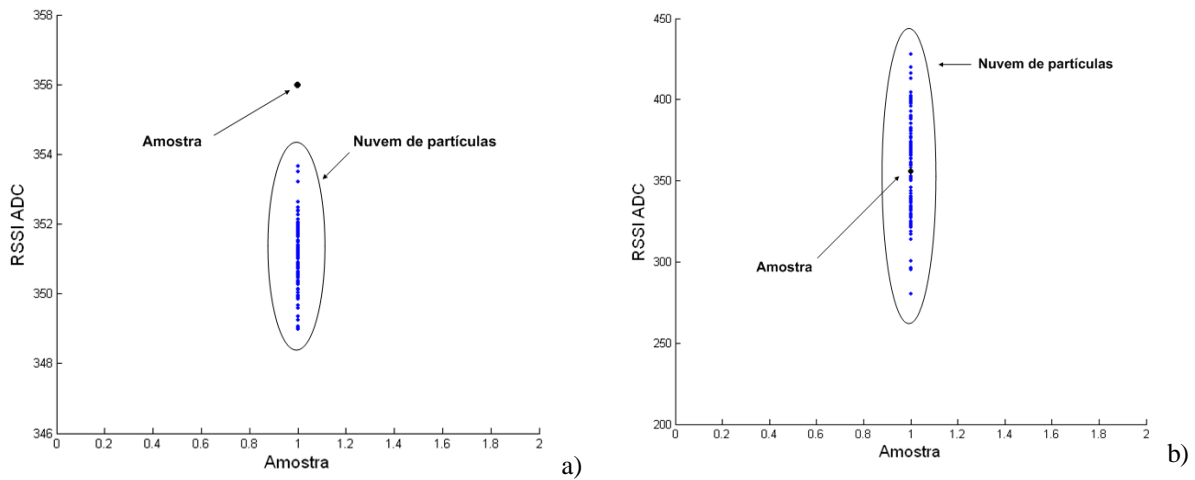 358
356
354
352
350
348
346
RSSI ADC
Amostra
Nuvem de partículas
0 0.2 0.4 0.6 0.8 1 1.2 1.4 1.6 1.8 2
Amostra
a)
450
400
350
300
250
200
RSSI ADC
Nuvem de partículas
Amostra
0 0.2 0.4 0.6 0.8 1 1.2 1.4 1.6 1.8 2
Amostra
b)